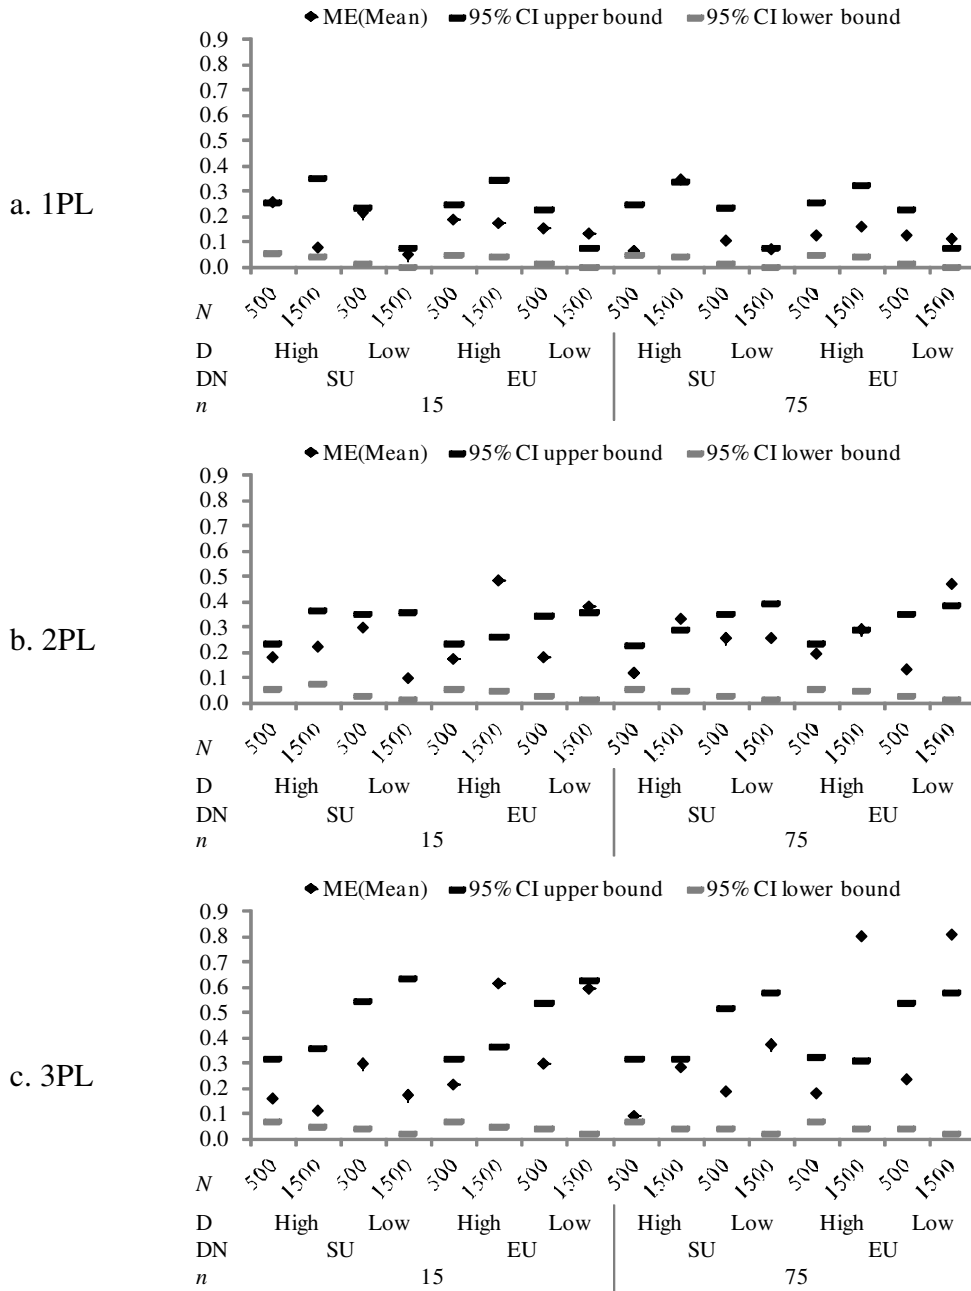 ME(Mean) 95% CI upper bound 95% CI lower bound
0.9
0.8
0.7
0.6
0.5
0.4
0.3
0.2
0.1
0.0
a. 1PL
N 500 1500 500 1500 500 1500 500 1500 500 1500 500 1500 500 1500 500 1500
D High Low High Low High Low High Low
DN SU EU SU EU
n 15 75
ME(Mean) 95% CI upper bound 95% CI lower bound
0.9
0.8
0.7
0.6
0.5
0.4
0.3
0.2
0.1
0.0
b. 2PL
N 500 1500 500 1500 500 1500 500 1500 500 1500 500 1500 500 1500 500 1500
D High Low High Low High Low High Low
DN SU EU SU EU
n 15 75
ME(Mean) 95% CI upper bound 95% CI lower bound
0.9
0.8
0.7
0.6
0.5
0.4
0.3
0.2
0.1
0.0
c. 3PL
N 500 1500 500 1500 500 1500 500 1500 500 1500 500 1500 500 1500 500 1500
D High Low High Low High Low High Low
DN SU EU SU EU
n 15 75